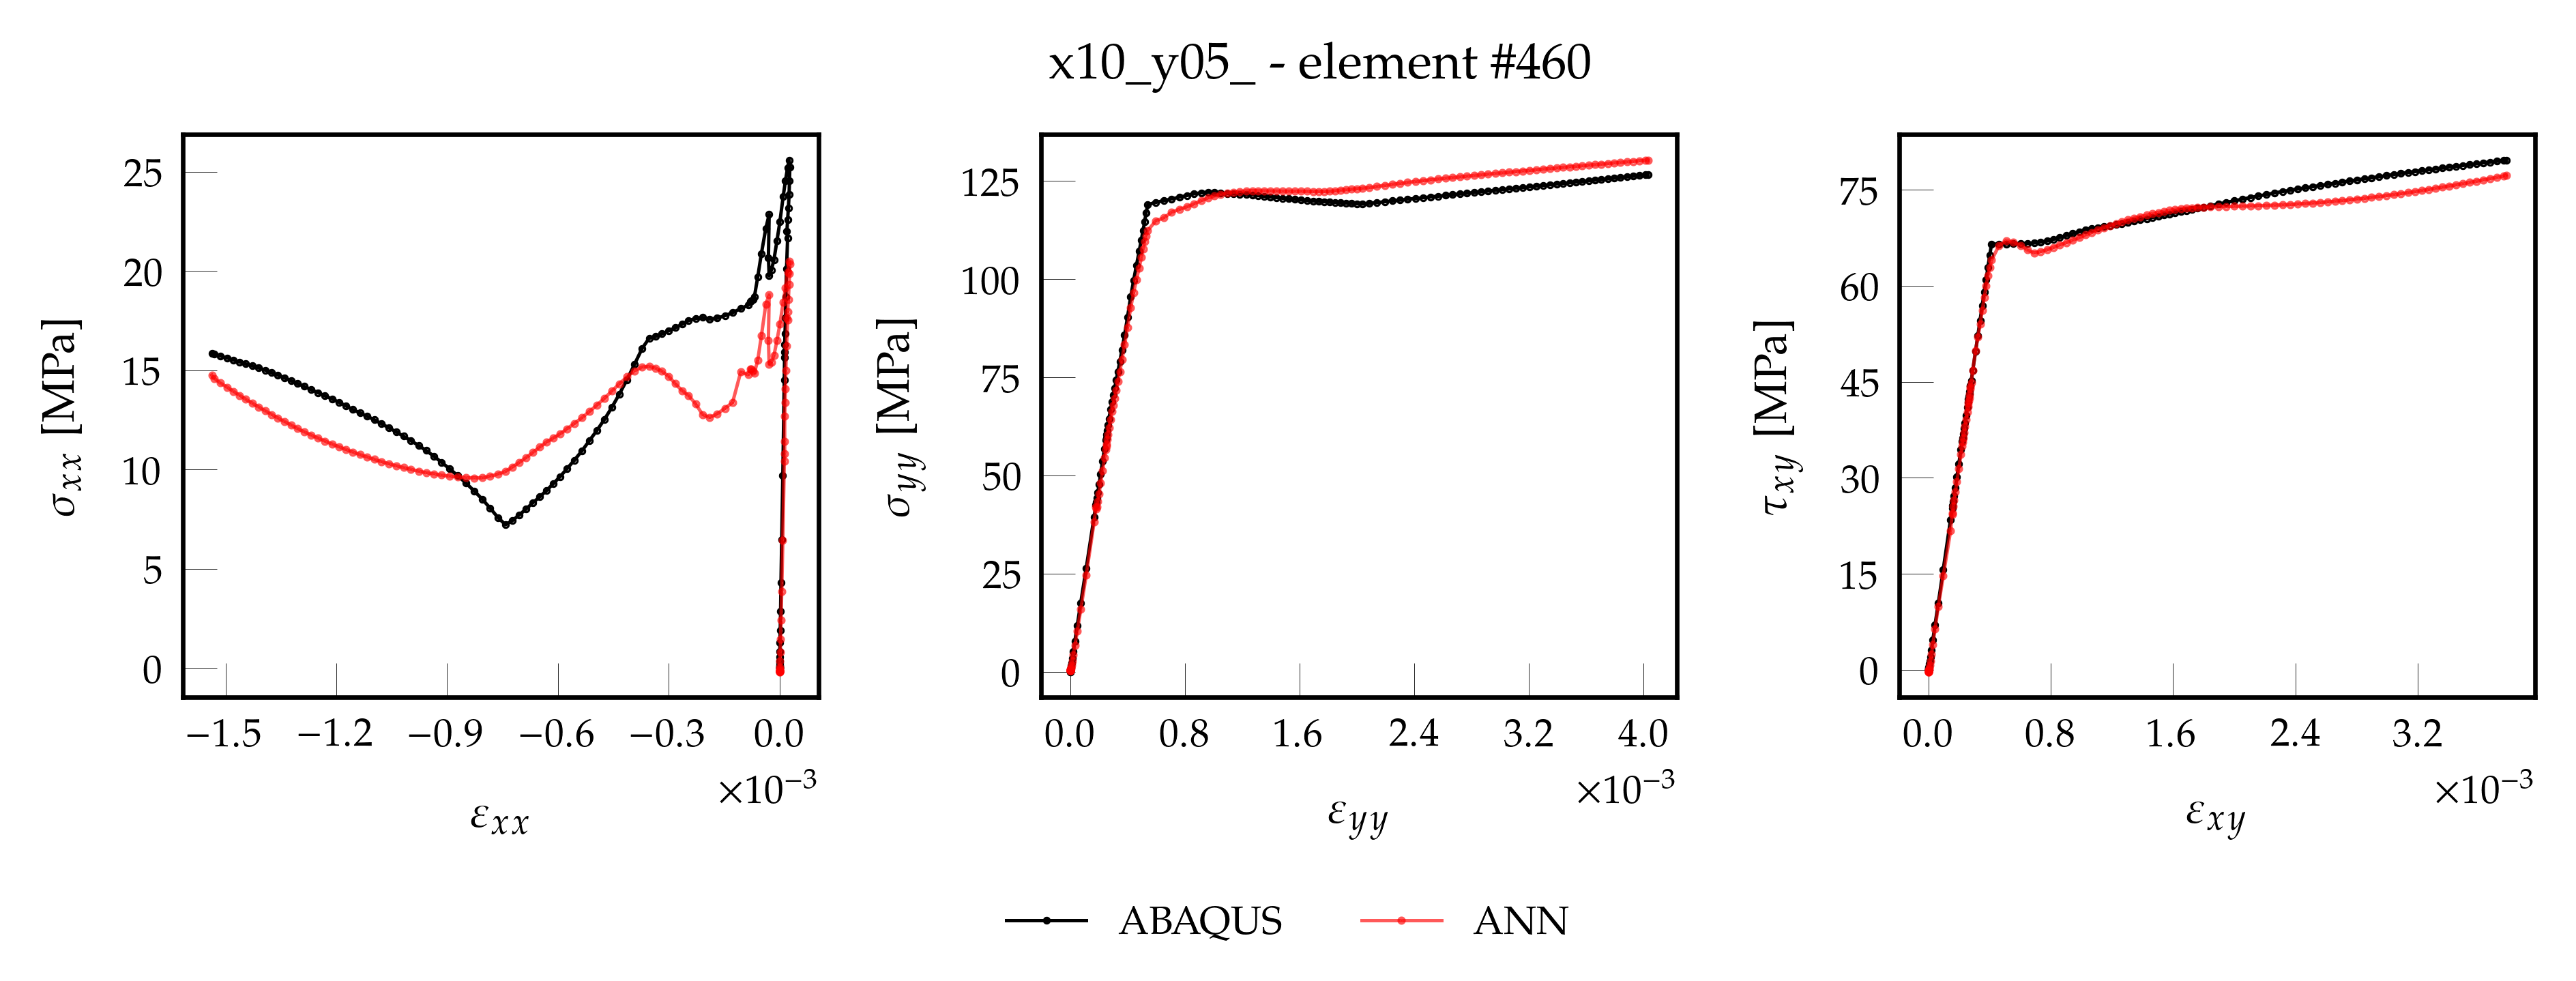 x10_y05_ - element #460
σxx [MPa]
25
20
15
10
5
0
−1.5 −1.2 −0.9 −0.6 −0.3 0.0
×10−3
εxx
σyy [MPa]
125
100
75
50
25
0
0.0 0.8 1.6 2.4 3.2 4.0
×10−3
εyy
τxy [MPa]
75
60
45
30
15
0
0.0 0.8 1.6 2.4 3.2
×10−3
εxy
ABAQUS ANN